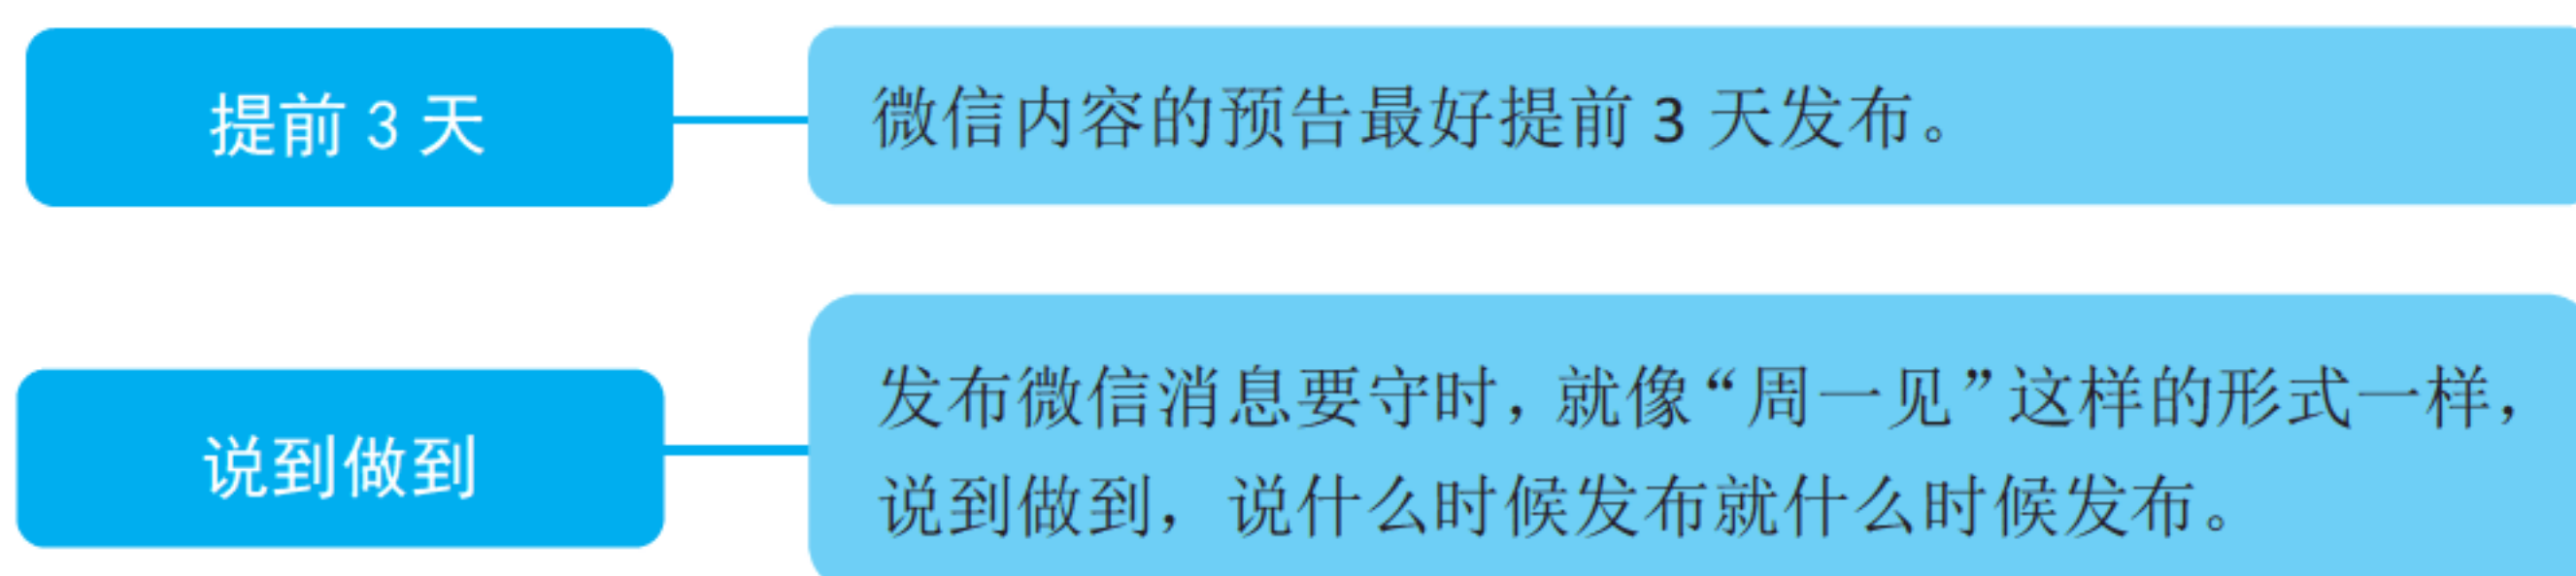 提前 3 天
微信内容的预告最好提前 3 天发布。
说到做到
发布微信消息要守时，就像“周一见”这样的形式一样，
说到做到，说什么时候发布就什么时候发布。